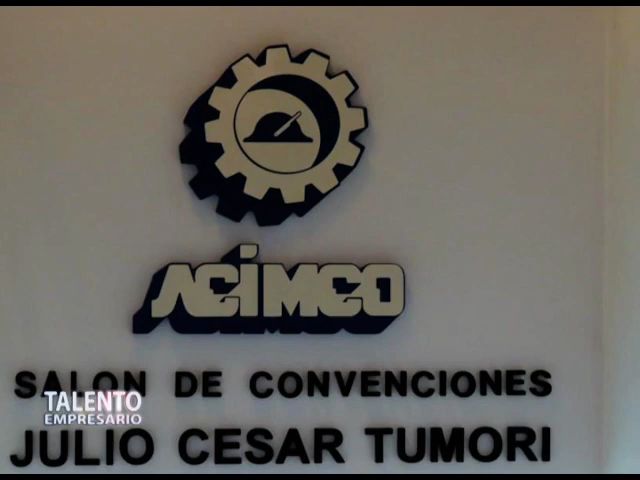 ACIMCO
SALON DE CONVENCIONES
TALENTO
EMPRESARIO
JULIO CESAR TUMORI